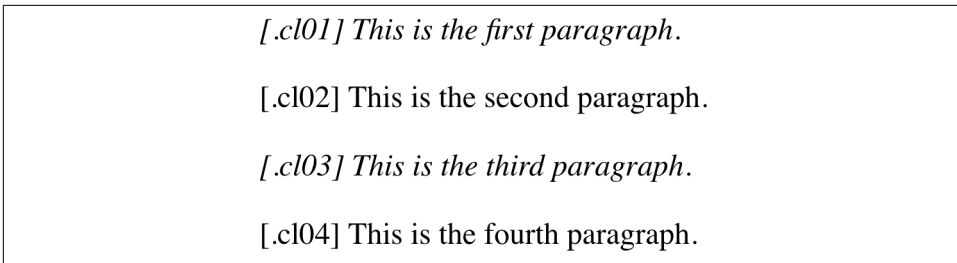 [.cl01] This is the first paragraph.
[.cl02] This is the second paragraph.
[.cl03] This is the third paragraph.
[.cl04] This is the fourth paragraph.